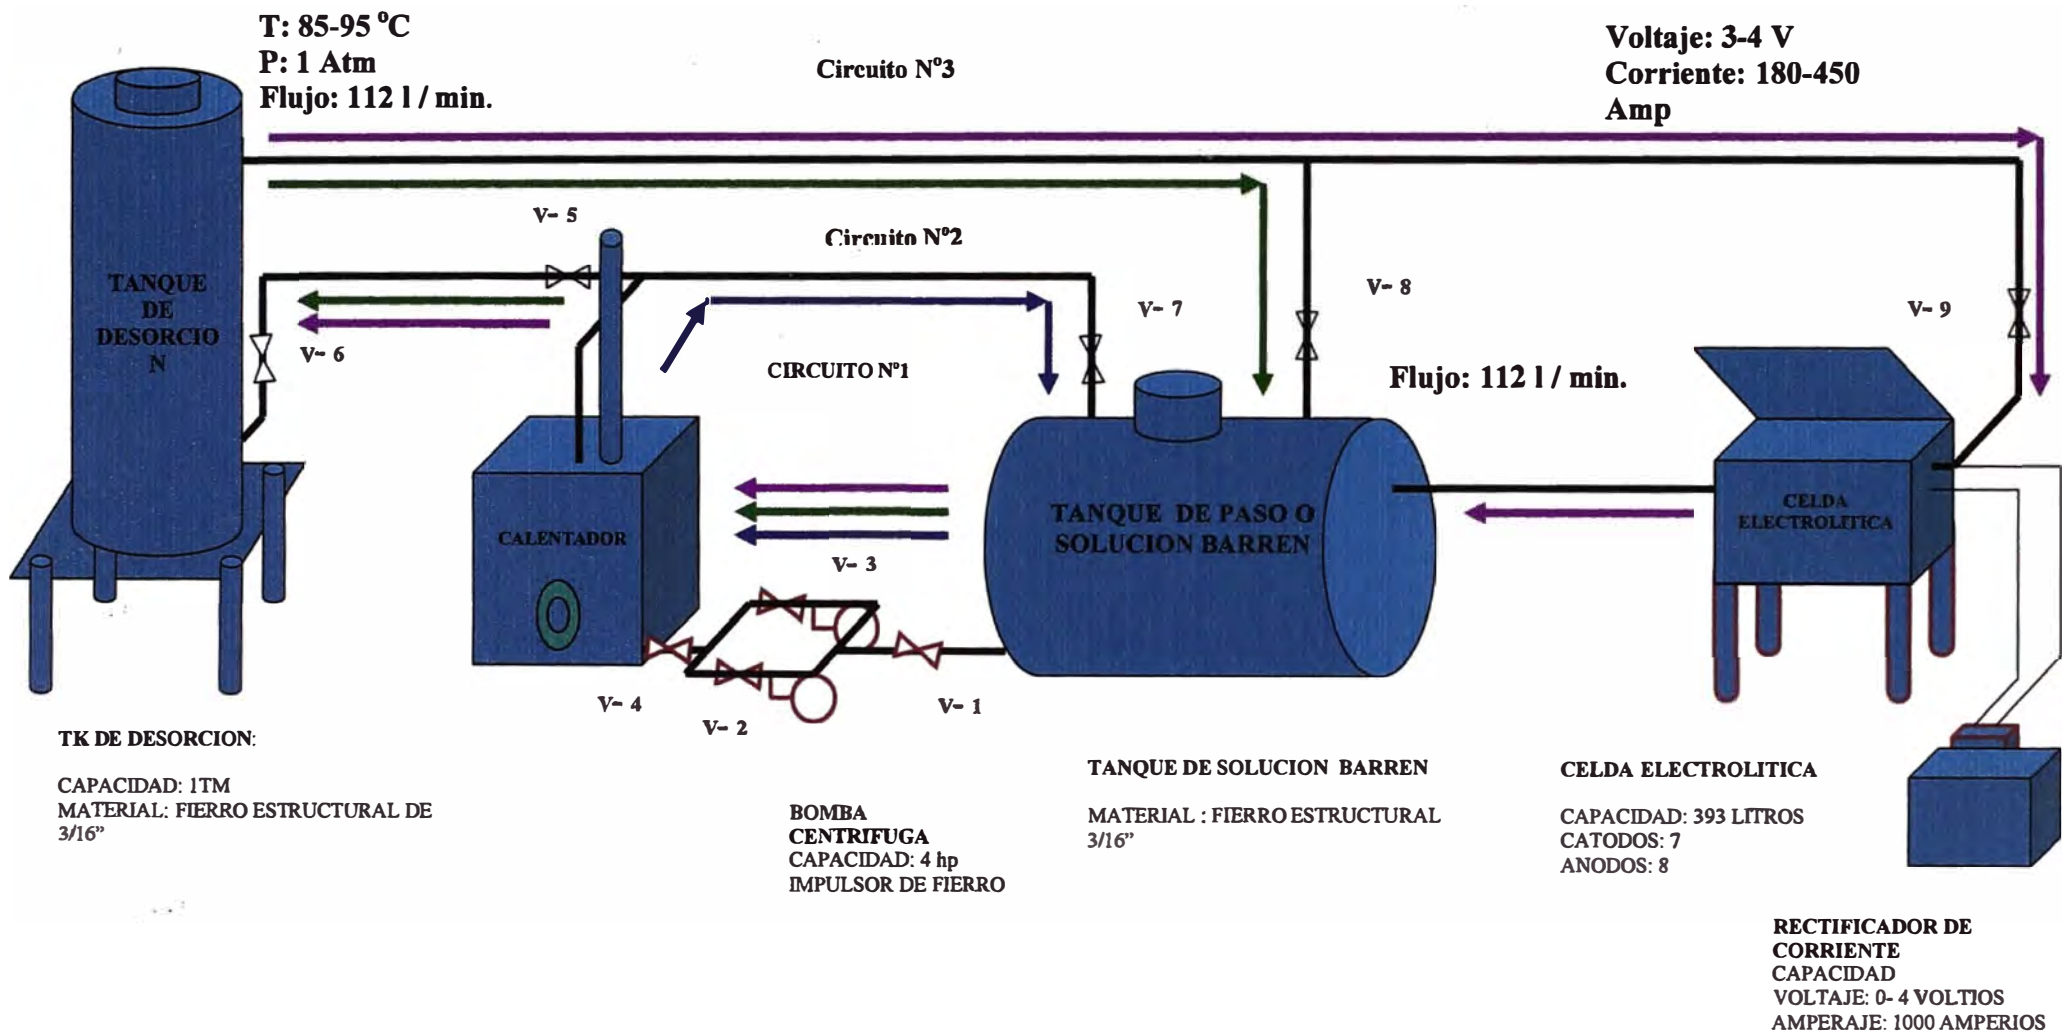 T: 85-95 ºC
P: 1 Atm
Flujo: 112 l / min.
Circuito Nº3
Voltaje: 3-4 V
Corriente: 180-450
Amp
V- 5
Circuito Nº2
V- 6
CIRCUITO Nº1
V- 7
V- 8
V- 9
Flujo: 112 l / min.
TANQUE
DE
DESORCIO
N
CALENTADOR
TANQUE DE PASO O
SOLUCION BARREN
CELDA
ELECTROLITICA
V- 3
V- 4
V- 2
V- 1
TK DE DESORCION:
CAPACIDAD: 1TM
MATERIAL: FIERRO ESTRUCTURAL DE
3/16”
BOMBA
CENTRIFUGA
CAPACIDAD: 4 hp
IMPULSOR DE FIERRO
TANQUE DE SOLUCION BARREN
MATERIAL : FIERRO ESTRUCTURAL
3/16”
CELDA ELECTROLITICA
CAPACIDAD: 393 LITROS
CATODOS: 7
ANODOS: 8
RECTIFICADOR DE
CORRIENTE
CAPACIDAD
VOLTAJE: 0- 4 VOLTIOS
AMPERAJE: 1000 AMPERIOS